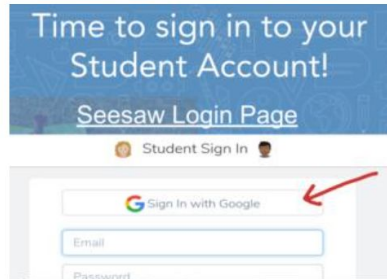 Time to sign in to your
Student Account!
Seesaw Login Page
Student Sign In
Sign In with Google
Email
Password